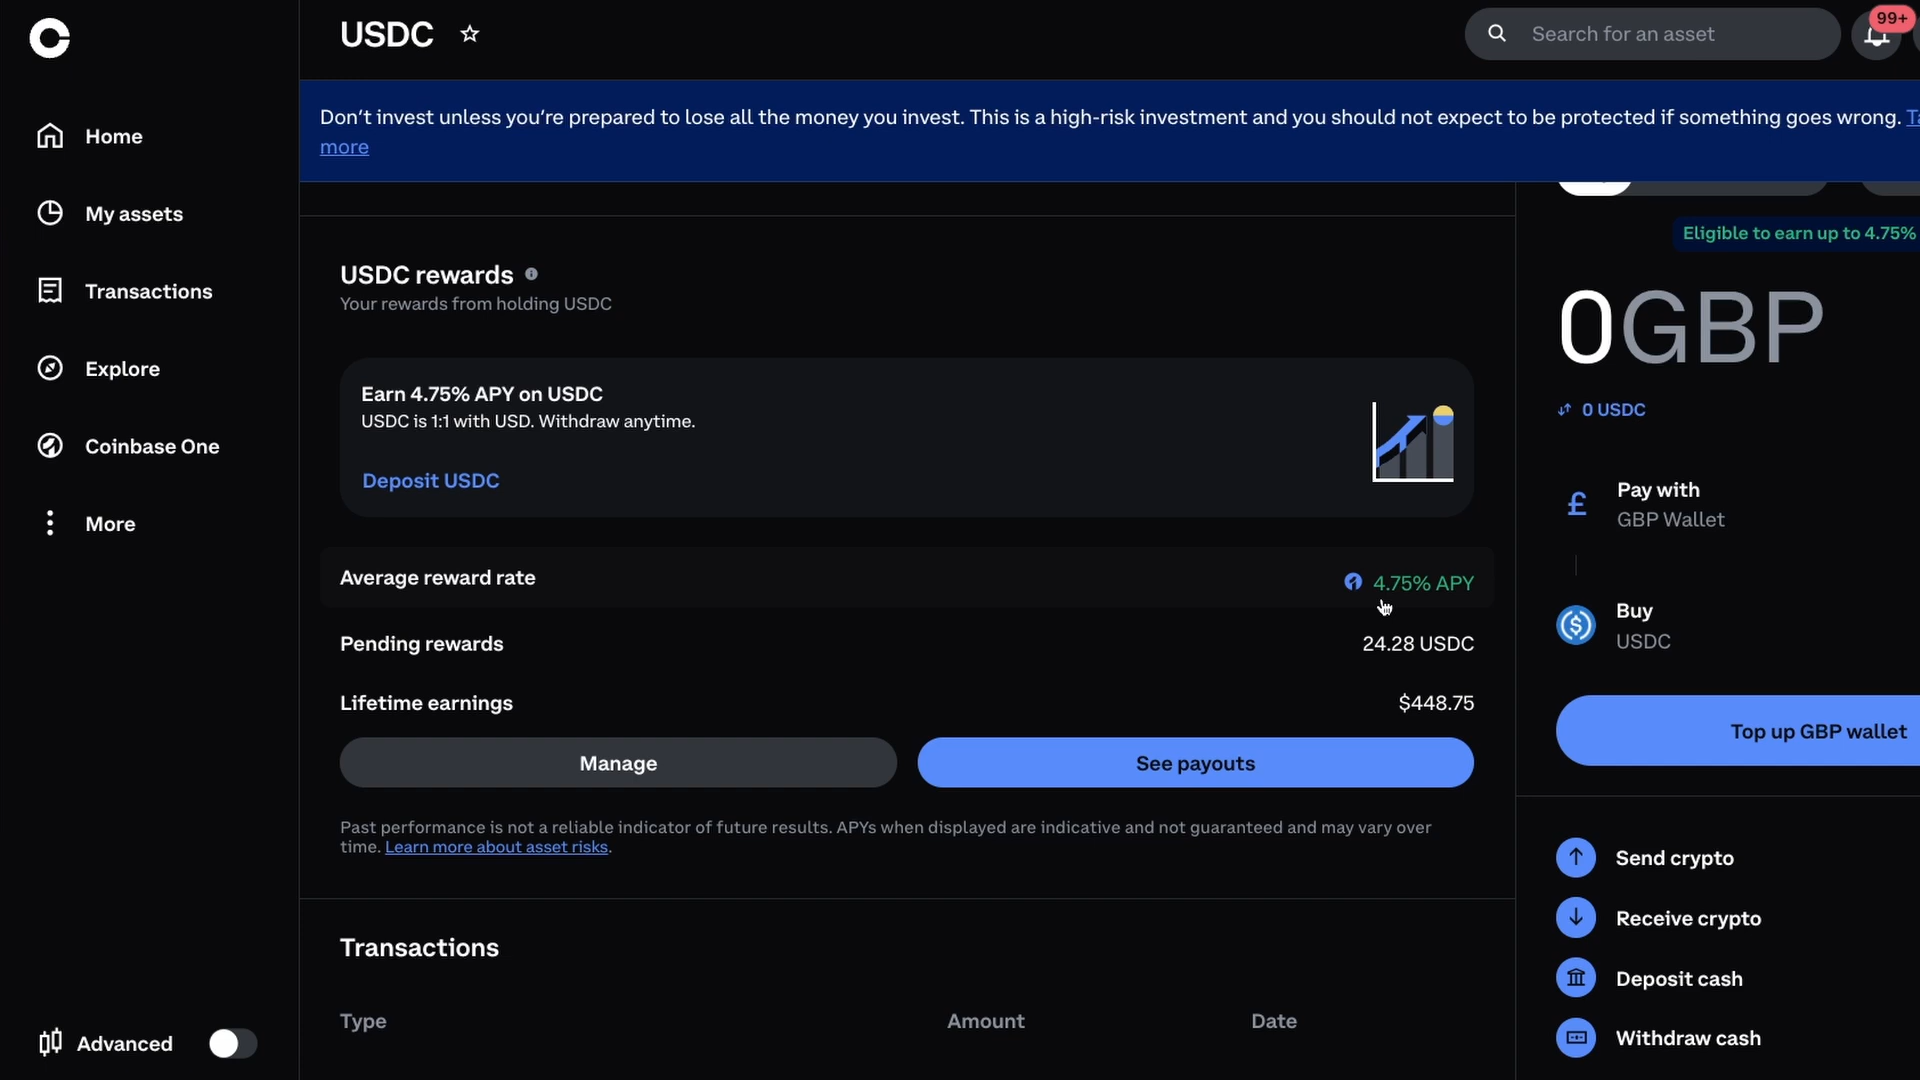 USDC
Search for an asset
99+
Home
My assets
Transactions
Explore
Coinbase One
More
Advanced
Don't invest unless you're prepared to lose all the money you invest. This is a high-risk investment and you should not expect to be protected if something goes wrong.
more
USDC rewards
Your rewards from holding USDC
Earn 4.75% APY on USDC
USDC is 1:1 with USD. Withdraw anytime.
Deposit USDC
Average reward rate
4.75% APY
Pending rewards
24.28 USDC
Lifetime earnings
$448.75
Manage
See payouts
Past performance is not a reliable indicator of future results. APYs when displayed are indicative and not guaranteed and may vary over
time. Learn more about asset risks.
Transactions
Type
Amount
Date
Eligible to earn up to 4.75%
0GBP
0 USDC
£
Pay with
GBP Wallet
Buy
USDC
Top up GBP wallet
Send crypto
Receive crypto
Deposit cash
Withdraw cash